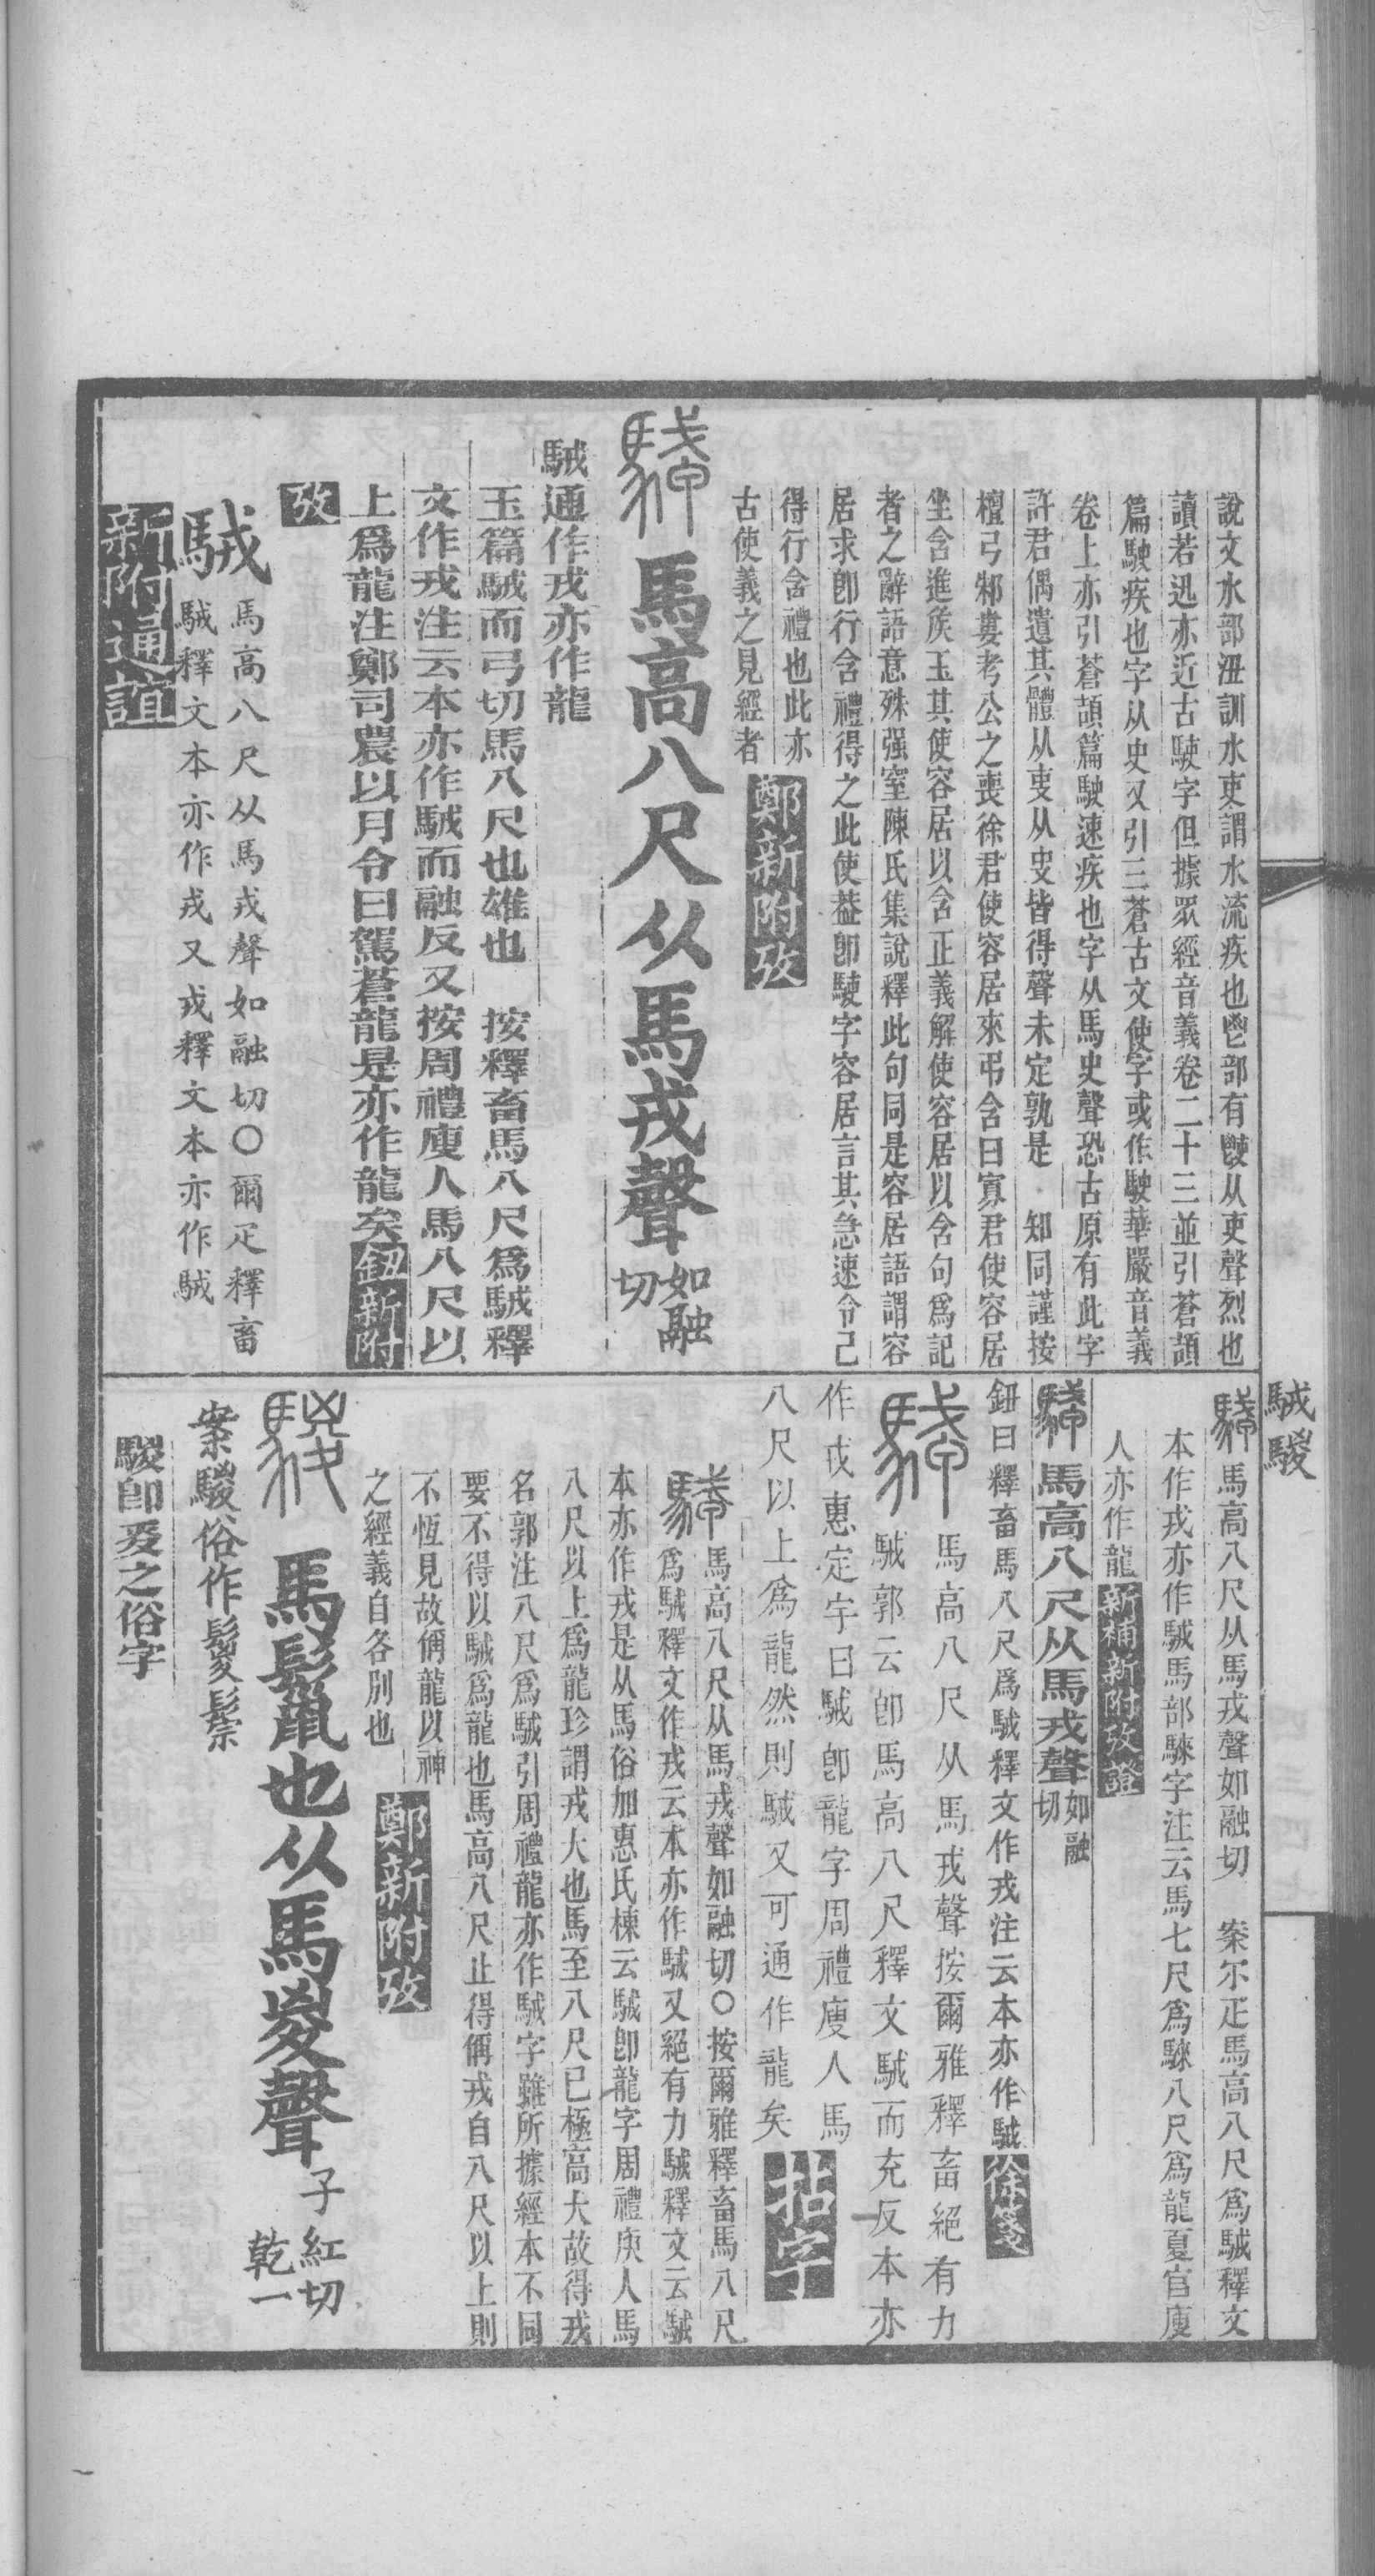 說文水部㳏訓水吏謂水流疾也鬯部有𩰲从吏聲烈也
讀若迅亦近古駛字但據眾經音義卷二十三並引蒼頡
篇駛疾也字从史又引三蒼古文使字或作駛華嚴音義
卷上亦引蒼頡篇駛速疾也字从馬史聲恐古原有此字
許君偶遺其體从吏从史皆得聲未定孰是 知同謹按
檀弓邾婁考公之喪徐君使容居來弔含曰寡君使容居
坐含進矦玉其使容居以含正義解使容居以含句爲記
者之辭語意殊强窒陳氏集說釋此句同是容居語謂容
居求卽行含禮得之此使葢卽駛字容居言其急速令己
得行含禮也此亦
古使義之見經者
鄭新附攷
馬高八尺从馬戎聲
如融
切
駥通作戎亦作龍
玉篇駥而弓切馬八尺也雄也 按釋畜馬八尺爲駥釋
文作戎注云本亦作駥而融反又按周禮廋人馬八尺以
上爲龍注鄭司農以月令曰駕蒼龍是亦作龍矣鈕新附
攷
駥
馬高八尺从馬戎聲如融切○爾疋釋畜
駥釋文本亦作戎又戎釋文本亦作駥
新附通誼
駥騣
馬高八尺从馬戎聲如融切 案尒疋馬高八尺爲駥釋文
本作戎亦作駥馬部騋字注云馬七尺爲騋八尺爲龍夏官廋
人亦作龍新補新附攷證
馬高八尺从馬戎聲
如融
切
鈕曰釋畜馬八尺爲駥釋文作戎注云本亦作駥徐箋
馬高八尺从馬戎聲按爾雅釋畜絕有力
駥郭云卽馬高八尺釋文駥而充反本亦
作戎惠定宇曰駥卽龍字周禮廋人馬
八尺以上爲龍然則駥又可通作龍矣
拈字
馬高八尺从馬戎聲如融切○按爾雅釋畜馬八尺
爲駥釋文作戎云本亦作駥又絕有力駥釋文云駥
本亦作戎是从馬俗加惠氏棟云駥卽龍字周禮庾人馬
八尺以上爲龍珍謂戎大也馬至八尺已極高大故得戎
名郭注八尺爲駥引周禮龍亦作駥字雖所據經本不同
要不得以駥爲龍也馬高八尺止得偁戎自八尺以上則
不恆見故偁龍以神
之經義自各別也
鄭新附攷
馬鬣也从馬㚇聲
子紅切
乾一
案騣俗作鬉鬃
騣卽㚇之俗字